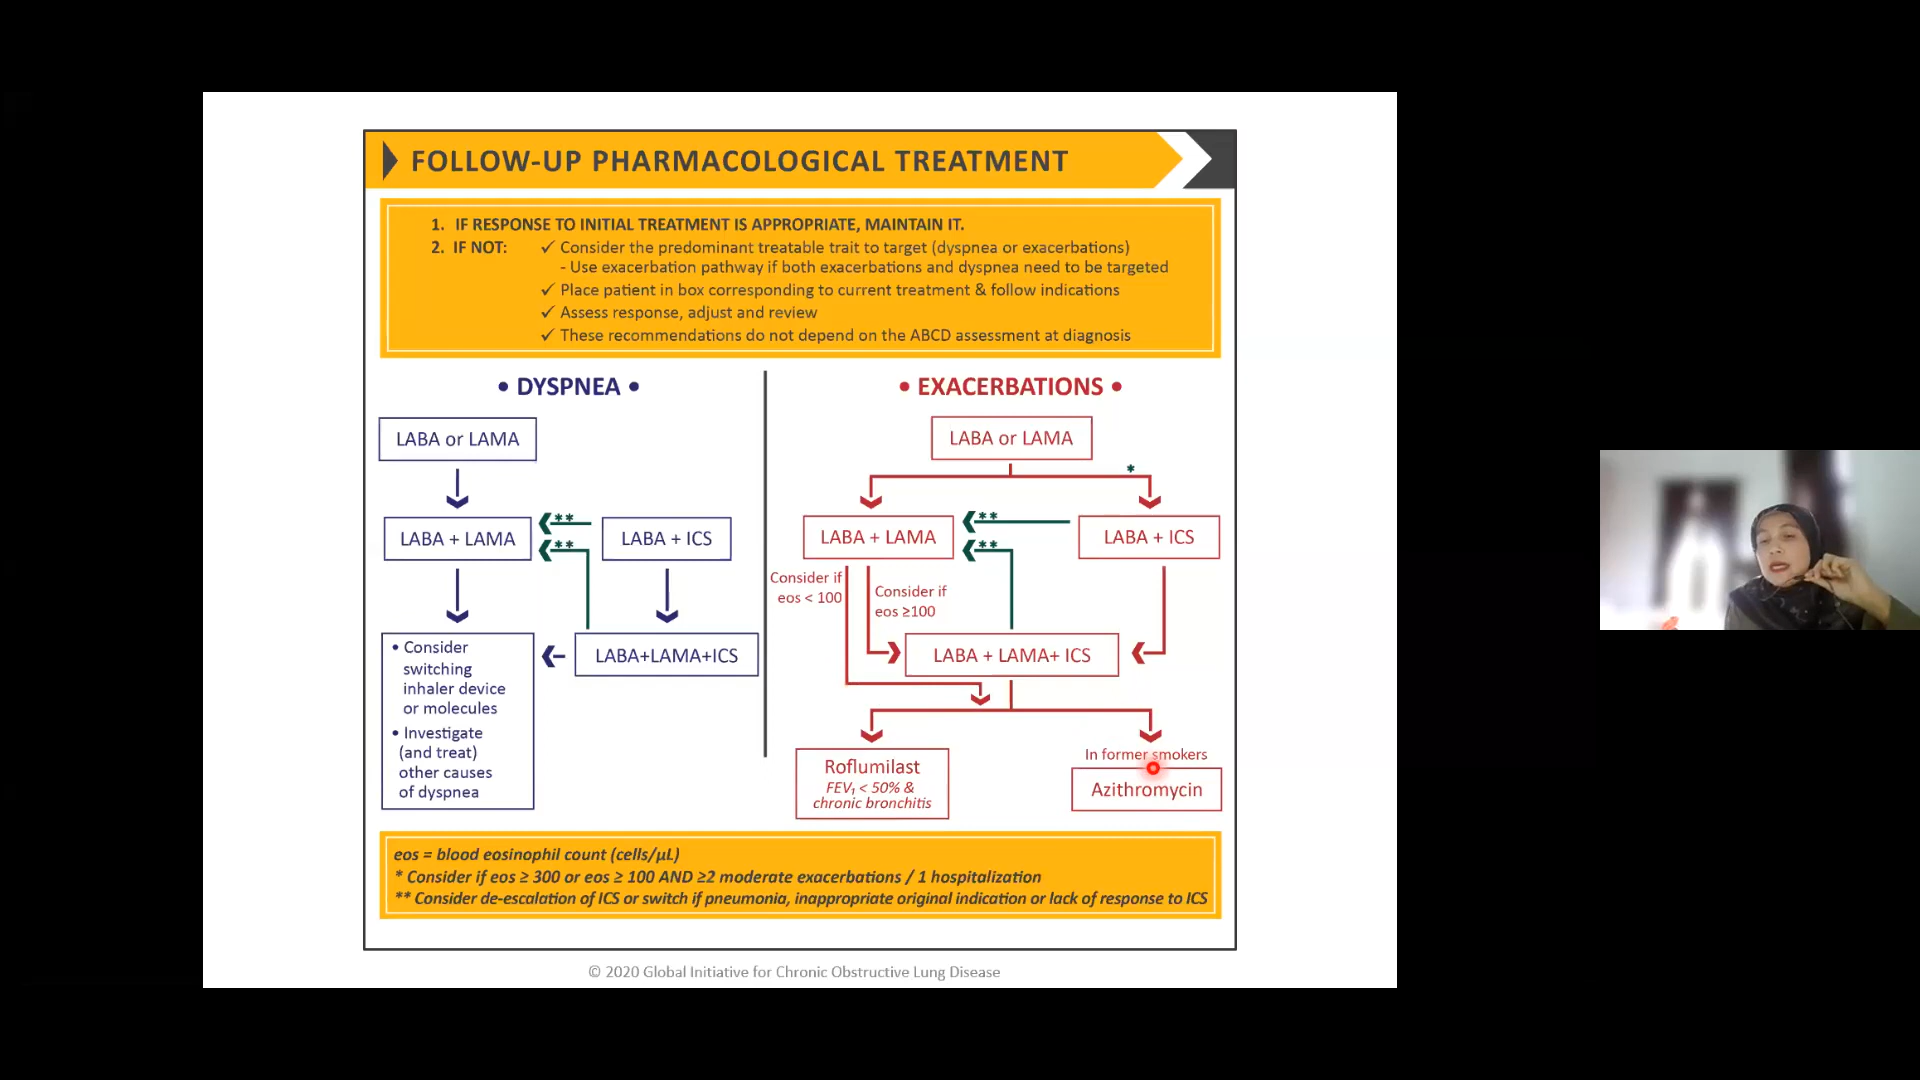 FOLLOW-UP PHARMACOLOGICAL TREATMENT
1. IF RESPONSE TO INITIAL TREATMENT IS APPROPRIATE, MAINTAIN IT.
2. IF NOT: ✓ Consider the predominant treatable trait to target (dyspnea or exacerbations)
- Use exacerbation pathway if both exacerbations and dyspnea need to be targeted
✓ Place patient in box corresponding to current treatment & follow indications
✓ Assess response, adjust and review
✓ These recommendations do not depend on the ABCD assessment at diagnosis
• DYSPNEA •
LABA or LAMA
LABA + LAMA
**
**
LABA + ICS
• Consider
switching
inhaler device
or molecules
• Investigate
(and treat)
other causes
of dyspnea
LABA+LAMA+ICS
• EXACERBATIONS •
LABA or LAMA
*
LABA + LAMA
**
**
LABA + ICS
Consider if
eos < 100
Consider if
eos ≥100
LABA + LAMA+ ICS
Roflumilast
FEV₁ < 50% &
chronic bronchitis
In former smokers
Azithromycin
eos = blood eosinophil count (cells/µL)
* Consider if eos ≥ 300 or eos ≥ 100 AND ≥2 moderate exacerbations / 1 hospitalization
** Consider de-escalation of ICS or switch if pneumonia, inappropriate original indication or lack of response to ICS
© 2020 Global Initiative for Chronic Obstructive Lung Disease